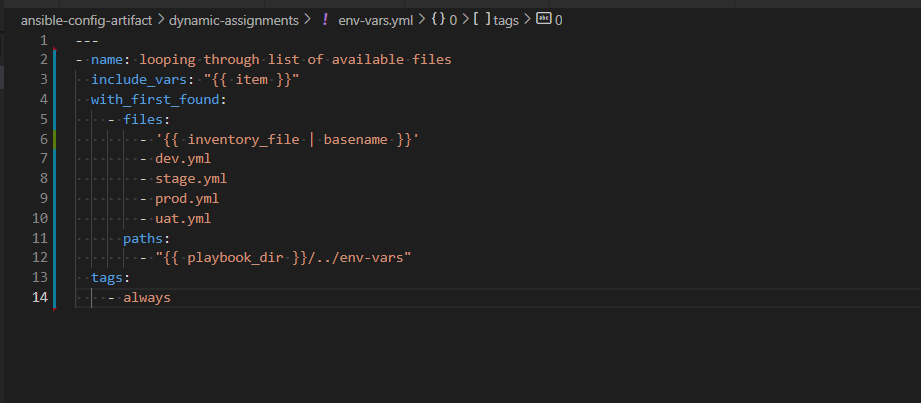 ansible-config-artifact > dynamic-assignments > ! env-vars.yml > {} 0 > [ ] tags > abc 0
1 ---
2 - name: looping through list of available files
3   include_vars: "{{ item }}"
4   with_first_found:
5     - files:
6         - '{{ inventory_file | basename }}'
7         - dev.yml
8         - stage.yml
9         - prod.yml
10         - uat.yml
11       paths:
12         - "{{ playbook_dir }}/../env-vars"
13   tags:
14     - always